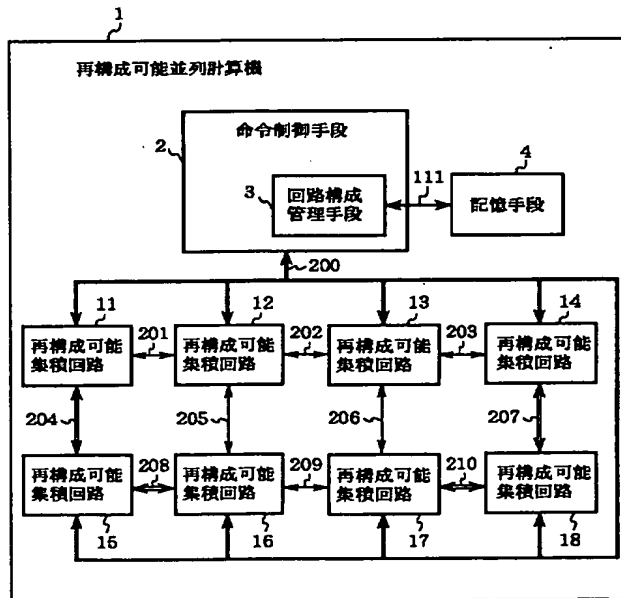 1
再構成可能並列計算機
命令制御手段
2
3
回路構成
管理手段
111
4
記憶手段
200
11
12
13
14
再構成可能
集積回路
201
再構成可能
集積回路
202
再構成可能
集積回路
203
再構成可能
集積回路
204
205
206
207
再構成可能
集積回路
208
再構成可能
集積回路
209
再構成可能
集積回路
210
再構成可能
集積回路
15
16
17
18